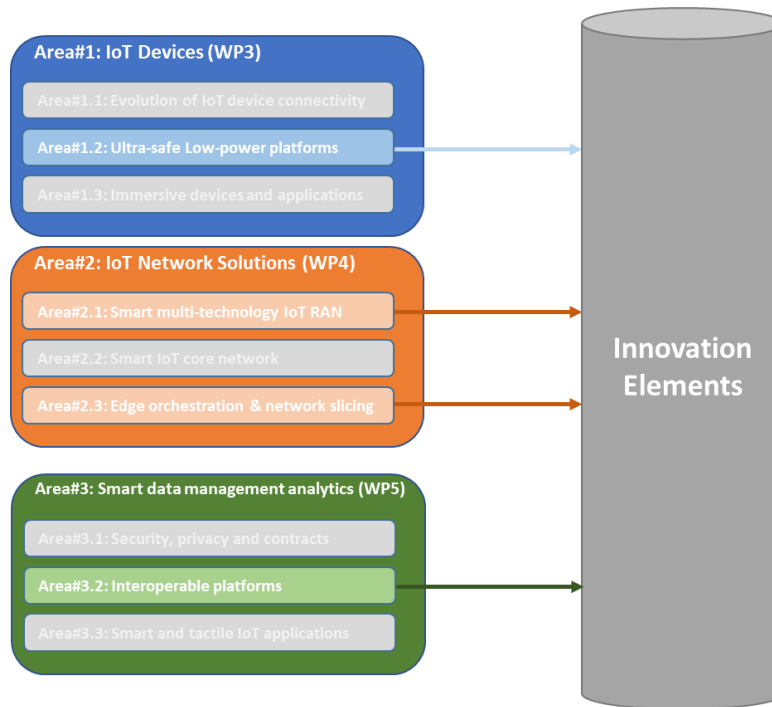 Area#1: IoT Devices (WP3)
Area#1.1: Evolution of IoT device connectivity
Area#1.2: Ultra-safe Low-power platforms
Area#1.3: Immersive devices and applications
Area#2: IoT Network Solutions (WP4)
Area#2.1: Smart multi-technology IoT RAN
Area#2.2: Smart IoT core network
Area#2.3: Edge orchestration & network slicing
Area#3: Smart data management analytics (WP5)
Area#3.1: Security, privacy and contracts
Area#3.2: Interoperable platforms
Area#3.3: Smart and tactile IoT applications
Innovation
Elements